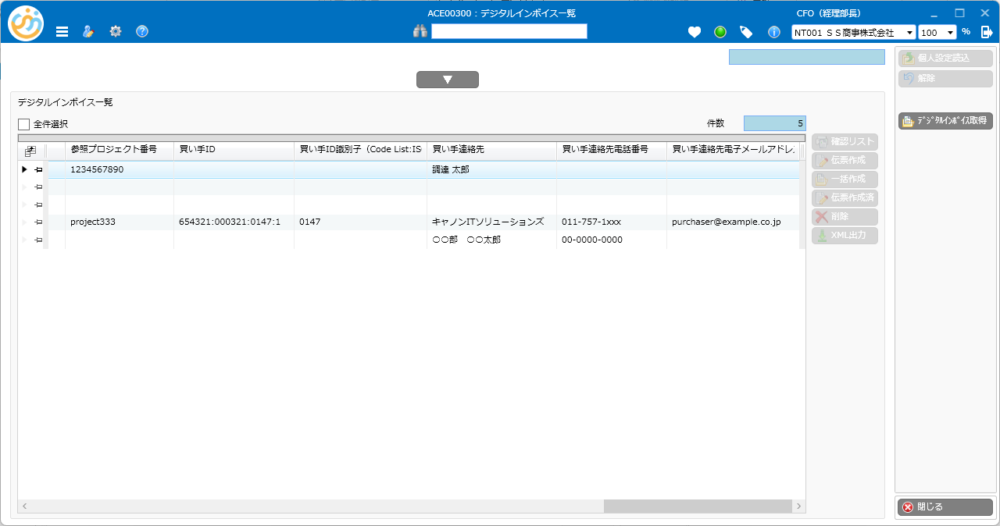 ACE00300：デジタルインボイス一覧
CFO（経理部長）
NT001 ＳＳ商事株式会社
100
%
個人設定読込
解除
ﾃﾞｼﾞﾀﾙｲﾝﾎﾞｲｽ取得
デジタルインボイス一覧
全件選択
件数
5
参照プロジェクト番号 買い手ID 買い手ID識別子（Code List:IS 買い手連絡先 買い手連絡先電話番号 買い手連絡先電子メールアドレス
1234567890 調達 太郎
project333 654321:000321:0147:1 0147 キヤノンITソリューションズ 011-757-1xxx purchaser@example.co.jp
○○部　○○太郎 00-0000-0000
確認リスト
伝票作成
一括作成
伝票作成済
削除
XML出力
閉じる